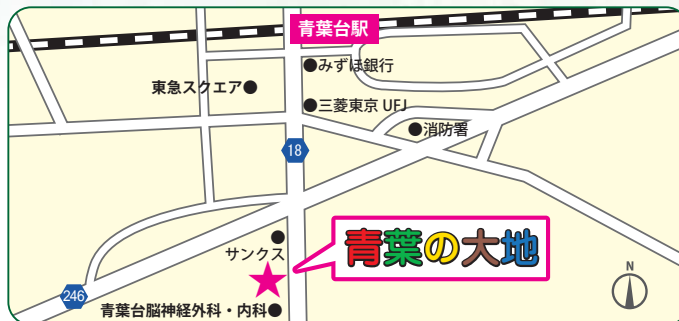 青葉台駅
●みずほ銀行
東急スクエア●
●三菱東京 UFJ
●消防署
18
サンクス
青葉の大地
N
246
青葉台脳神経外科・内科●